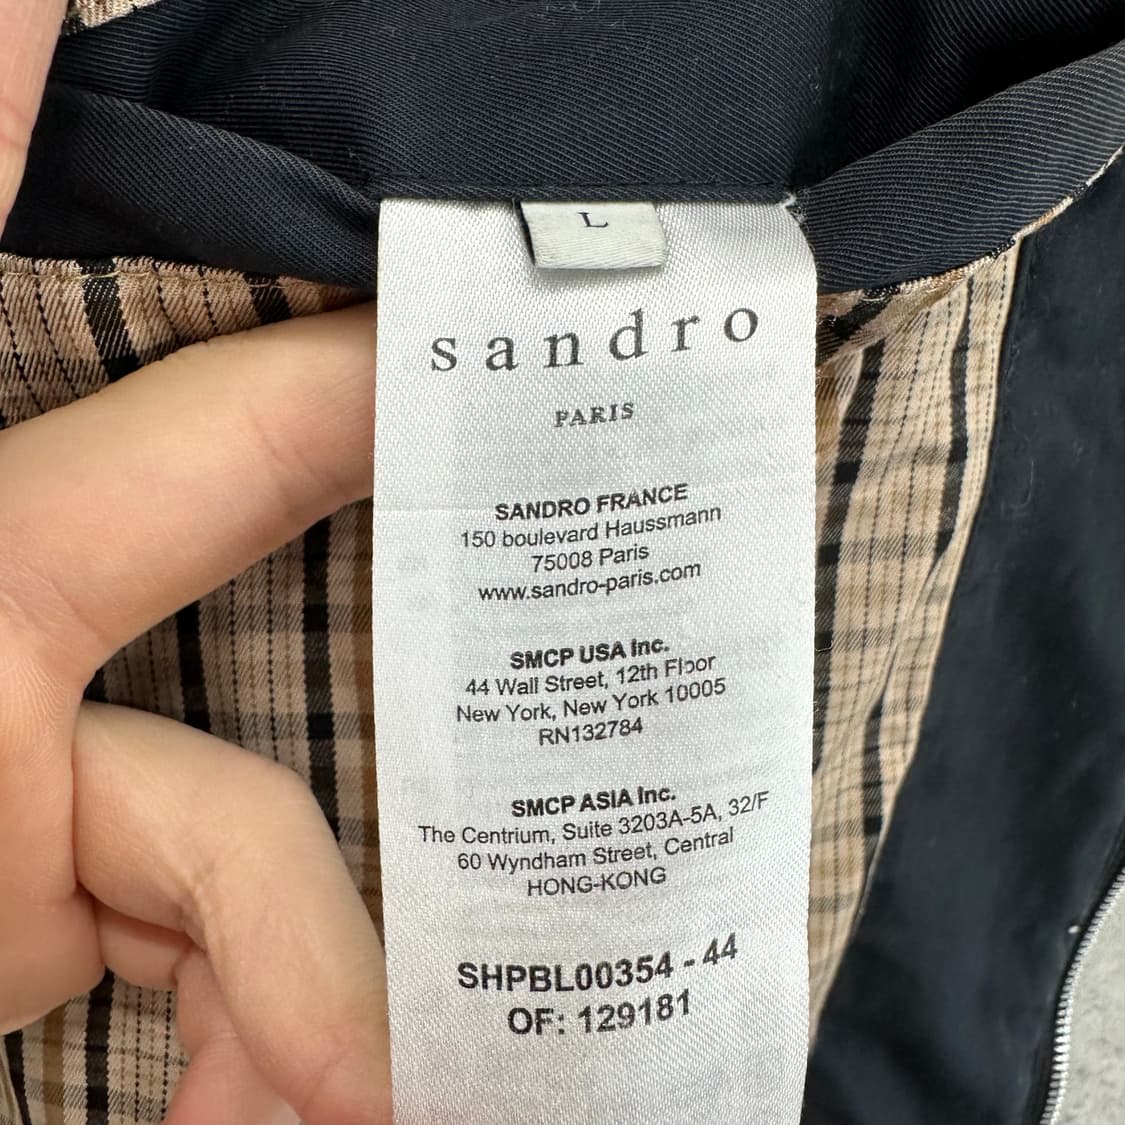 L
sandro
PARIS
SANDRO FRANCE
150 boulevard Haussmann
75008 Paris
www.sandro-paris.com
SMCP USA Inc.
44 Wall Street, 12th Floor
New York, New York 10005
RN132784
SMCP ASIA Inc.
The Centrium, Suite 3203A-5A, 32/F
60 Wyndham Street, Central
HONG-KONG
SHPBL00354 - 44
OF: 129181